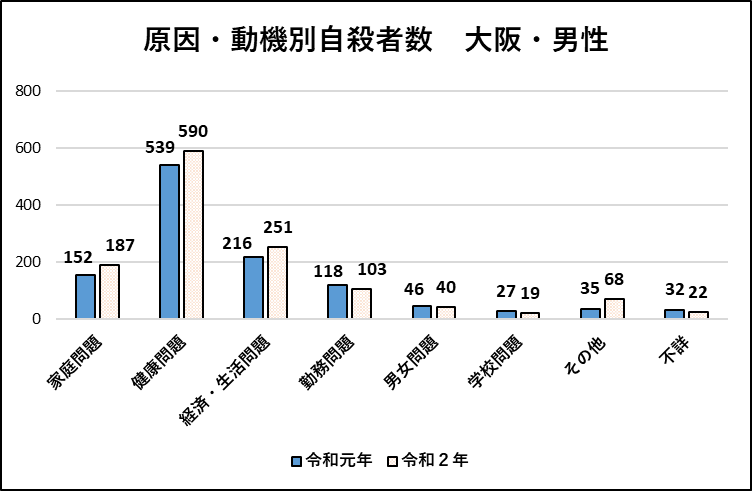 原因・動機別自殺者数　大阪・男性
800
600
400
200
0
152 187
539 590
216 251
118 103
46 40
27 19
35 68
32 22
家庭問題
健康問題
経済・生活問題
勤務問題
男女問題
学校問題
その他
不詳
令和元年 令和２年